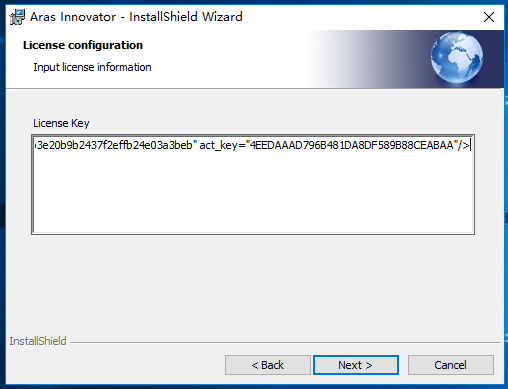 Aras Innovator - InstallShield Wizard
License configuration
Input license information
License Key
3e20b9b2437f2effb24e03a3beb" act_key="4EEDAAAD796B481DA8DF589B88CEABAA"/>
InstallShield
< Back
Next >
Cancel